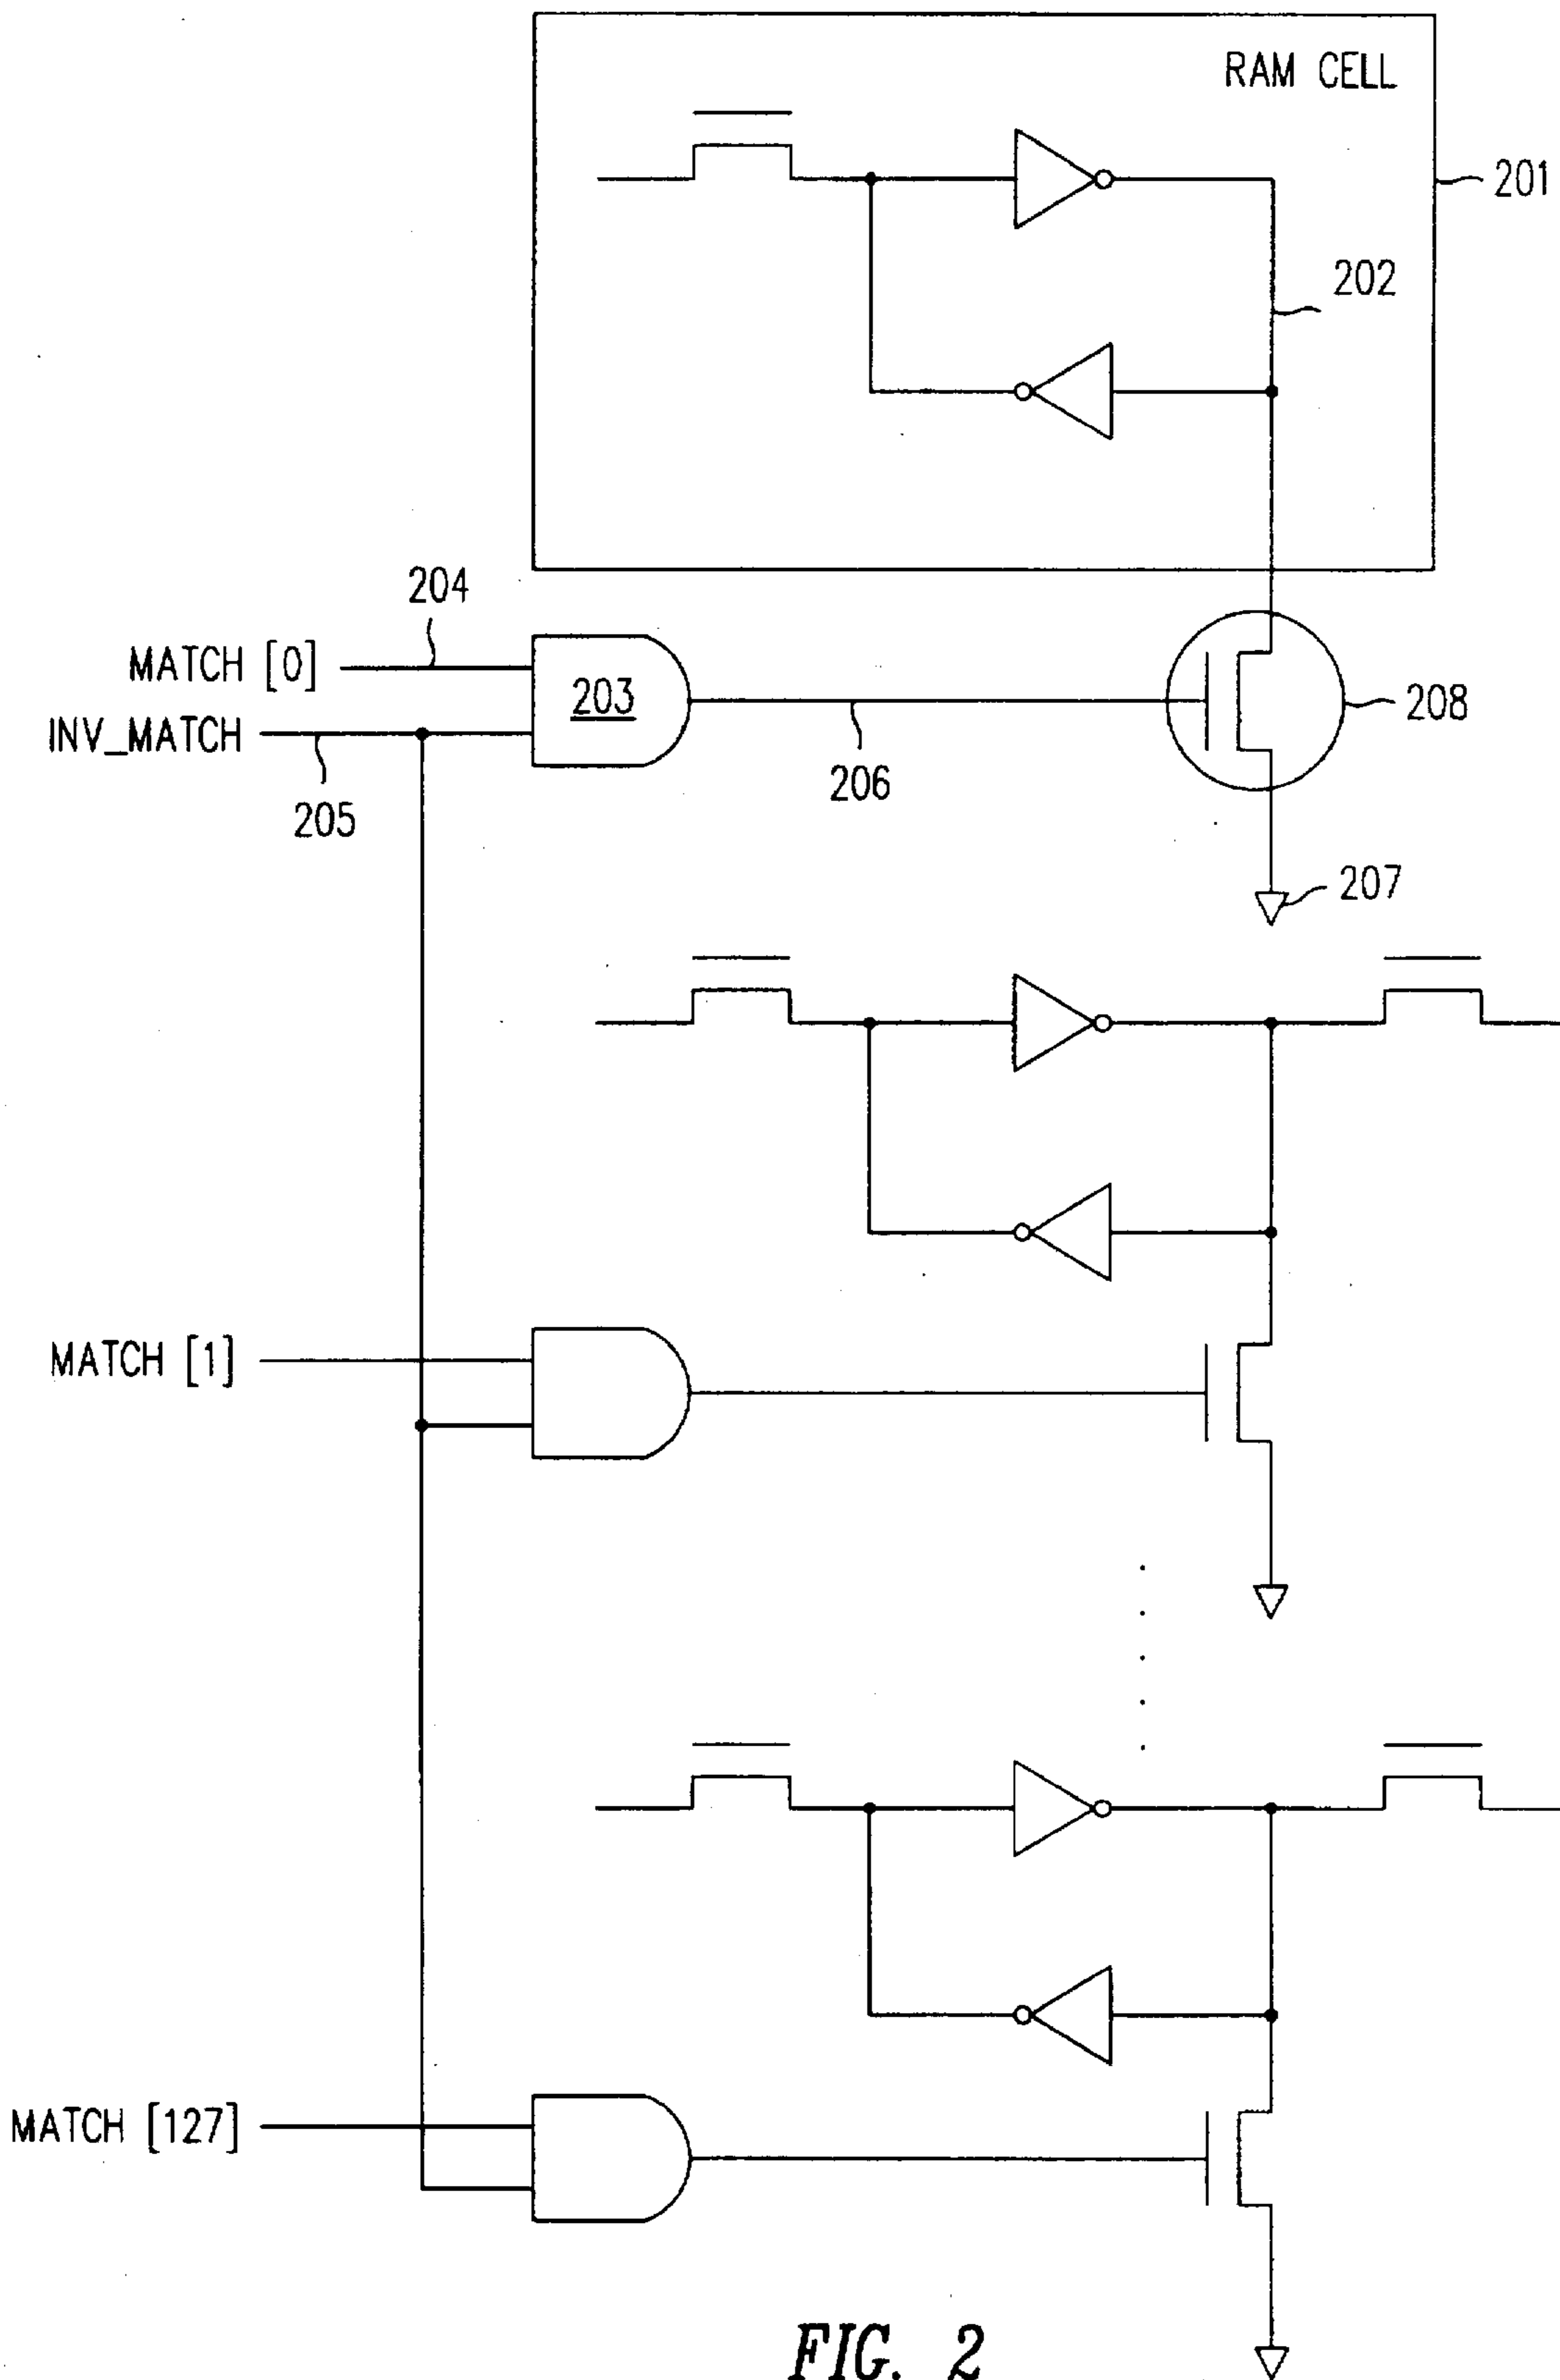 RAM CELL
201
202
204
MATCH [0]
203
208
INV_MATCH
206
205
207
MATCH [1]
MATCH [127]
FIG. 2